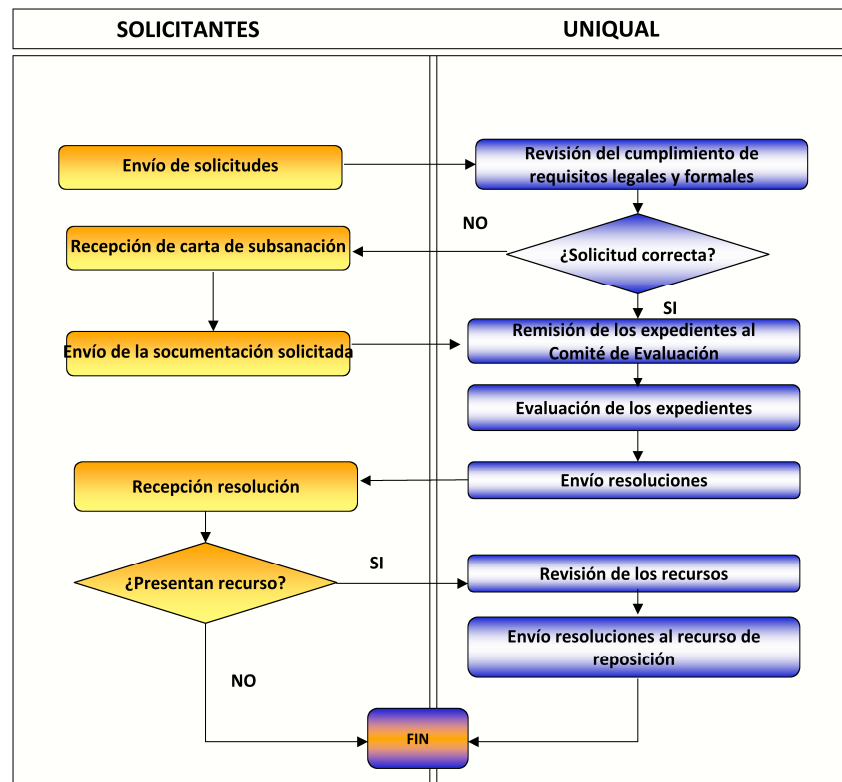 SOLICITANTES
UNIQUAL
Envío de solicitudes
Revisión del cumplimiento de
requisitos legales y formales
NO
Recepción de carta de subsanación
¿Solicitud correcta?
SI
Envío de la socumentación solicitada
Remisión de los expedientes al
Comité de Evaluación
Evaluación de los expedientes
Recepción resolución
Envío resoluciones
¿Presentan recurso?
SI
Revisión de los recursos
Envío resoluciones al recurso de
reposición
NO
FIN